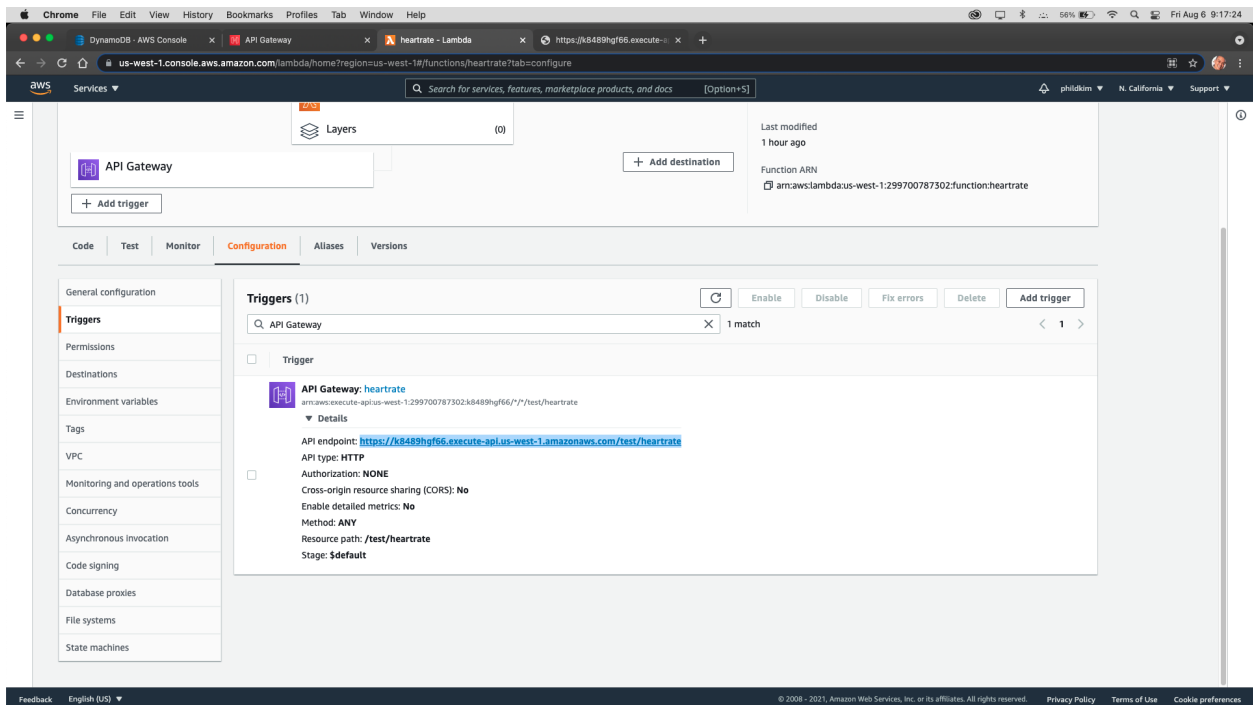 Chrome File Edit View History Bookmarks Profiles Tab Window Help 56% Fri Aug 6 9:17:24
DynamoDB - AWS Console API Gateway heartrate - Lambda https://k8489hgf66.execute-a
us-west-1.console.aws.amazon.com/lambda/home?region=us-west-1#/functions/heartrate?tab=configure
aws Services ▼ Search for services, features, marketplace products, and docs [Option+S] phildkim ▼ N. California ▼ Support ▼
Layers (0)
Last modified
1 hour ago
API Gateway
+ Add destination
Function ARN
arn:aws:lambda:us-west-1:299700787302:function:heartrate
+ Add trigger
Code Test Monitor Configuration Aliases Versions
General configuration
Triggers
Permissions
Destinations
Environment variables
Tags
VPC
Monitoring and operations tools
Concurrency
Asynchronous invocation
Code signing
Database proxies
File systems
State machines
Triggers (1) Enable Disable Fix errors Delete Add trigger
API Gateway 1 match 1
Trigger
API Gateway: heartrate
arn:aws:execute-api:us-west-1:299700787302:k8489hgf66/*/*/test/heartrate
▼ Details
API endpoint: https://k8489hgf66.execute-api.us-west-1.amazonaws.com/test/heartrate
API type: HTTP
Authorization: NONE
Cross-origin resource sharing (CORS): No
Enable detailed metrics: No
Method: ANY
Resource path: /test/heartrate
Stage: $default
Feedback English (US) ▼ © 2008 - 2021, Amazon Web Services, Inc. or its affiliates. All rights reserved. Privacy Policy Terms of Use Cookie preferences